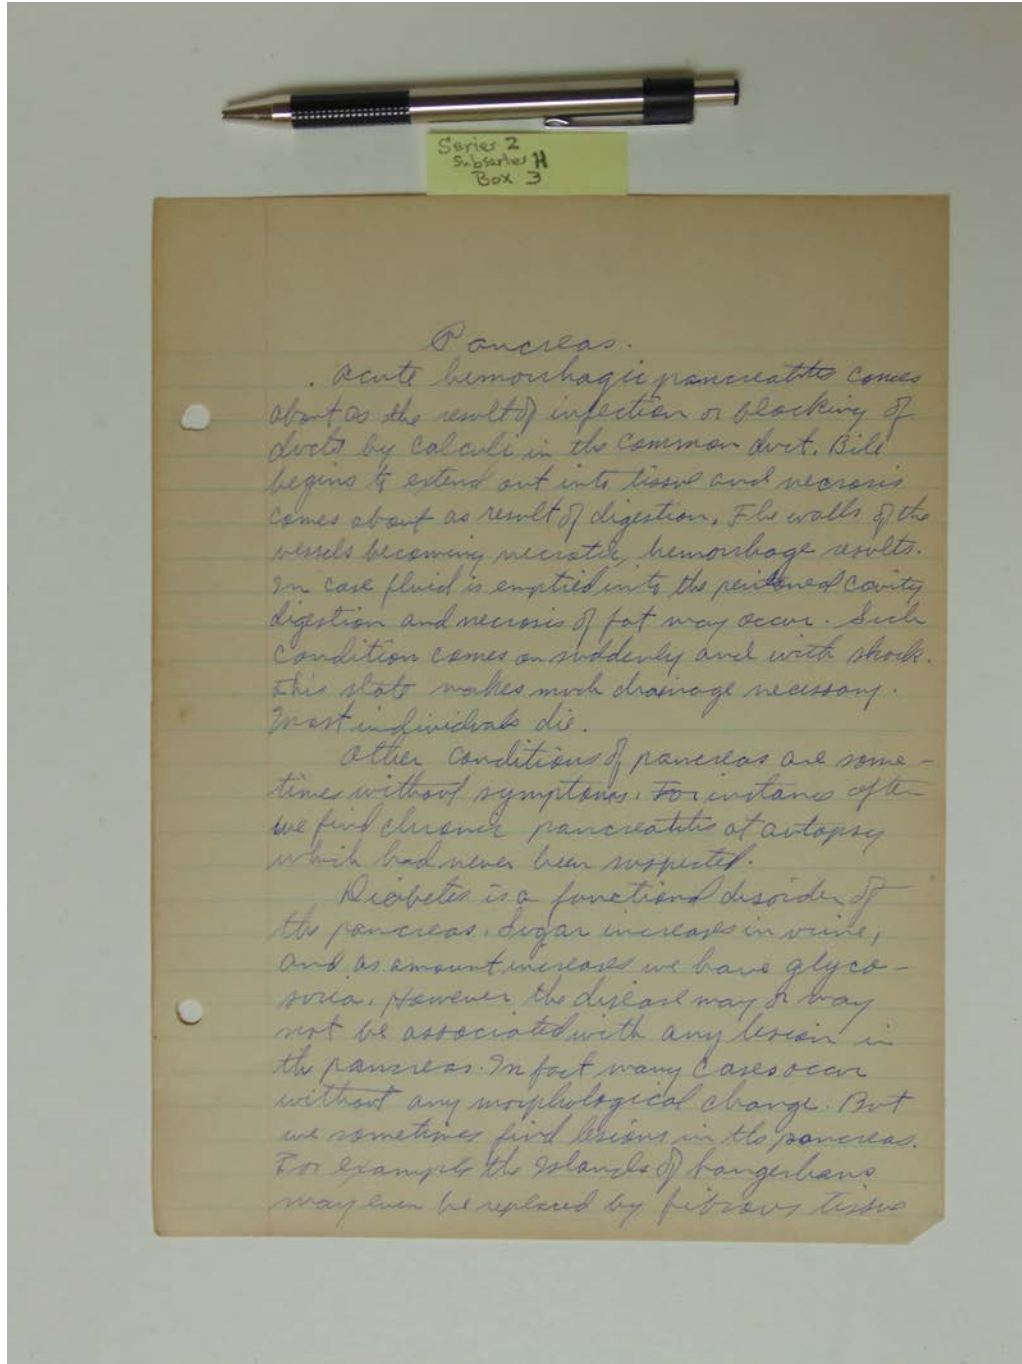 Series 2
Subseries H
Box 3
Pancreas.
Acute hemorrhagic pancreatitis comes
about as the result of infection or blocking of
ducts by calculi in the common duct. Bile
begins to extend out into tissue and necrosis
comes about as result of digestion. The walls of the
vessels becoming necrotic, hemorrhage results.
In case fluid is emptied into the peritoneal cavity
digestion and necrosis of fat may occur. Such
condition comes on suddenly and with shock.
This state makes much drainage necessary.
Most individuals die.
Other conditions of pancreas are some-
times without symptoms. For instance often
we find chronic pancreatitis at autopsy
which had never been suspected.
Diabetes is a functional disorder of
the pancreas. Sugar increases in urine,
and as amount increases we have glyco-
suria. However the disease may or may
not be associated with any lesion in
the pancreas. In fact many cases occur
without any morphological change. But
we sometimes find lesions in the pancreas.
For example the Islands of Langerhans
may even be replaced by fibrous tissue